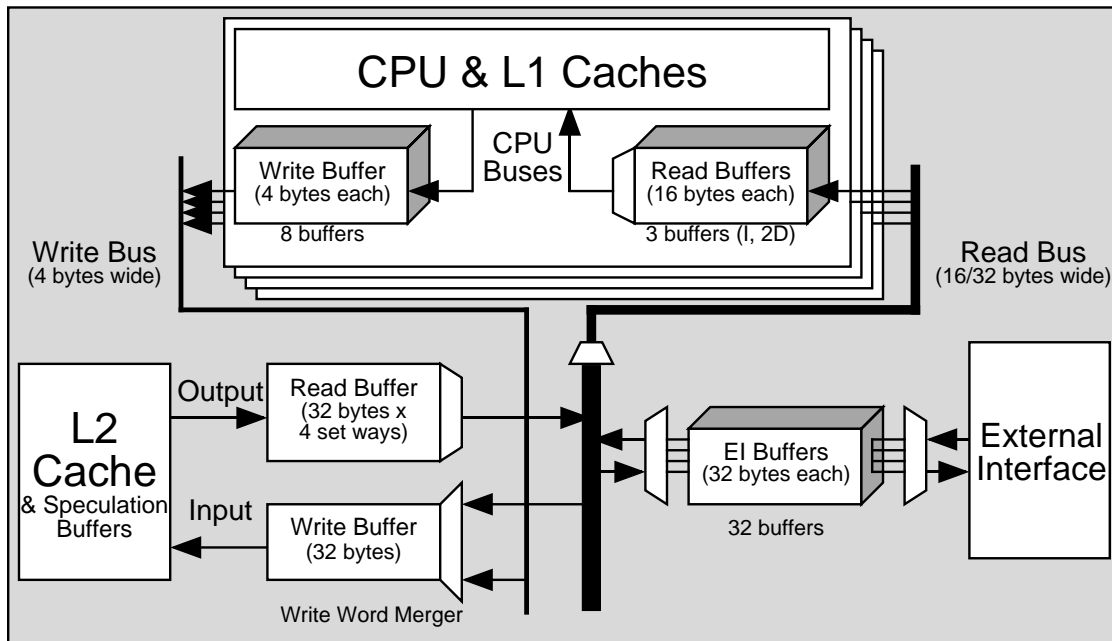 CPU & L1 Caches
Write Buffer
(4 bytes each)
8 buffers
CPU
Buses
Read Buffers
(16 bytes each)
3 buffers (I, 2D)
Write Bus
(4 bytes wide)
Read Bus
(16/32 bytes wide)
L2
Cache
& Speculation
Buffers
Output
Read Buffer
(32 bytes x
4 set ways)
Input
Write Buffer
(32 bytes)
Write Word Merger
EI Buffers
(32 bytes each)
32 buffers
External
Interface